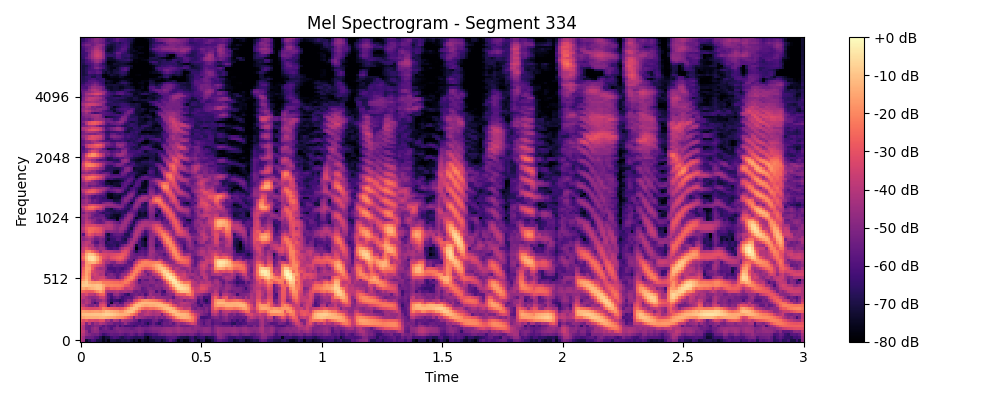 Mel Spectrogram - Segment 334
Frequency
4096
2048
1024
512
0
0
0.5
1
1.5
2
2.5
3
Time
+0 dB
-10 dB
-20 dB
-30 dB
-40 dB
-50 dB
-60 dB
-70 dB
-80 dB